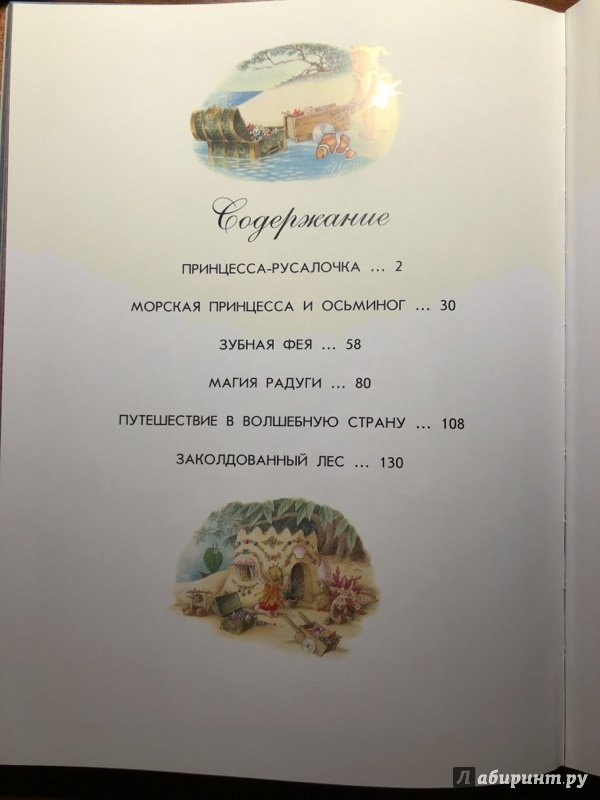 Содержание
ПРИНЦЕССА-РУСАЛОЧКА ... 2
МОРСКАЯ ПРИНЦЕССА И ОСЬМИНОГ ... 30
ЗУБНАЯ ФЕЯ ... 58
МАГИЯ РАДУГИ ... 80
ПУТЕШЕСТВИЕ В ВОЛШЕБНУЮ СТРАНУ ... 108
ЗАКОЛДОВАННЫЙ ЛЕС ... 130
Лабиринт.ру